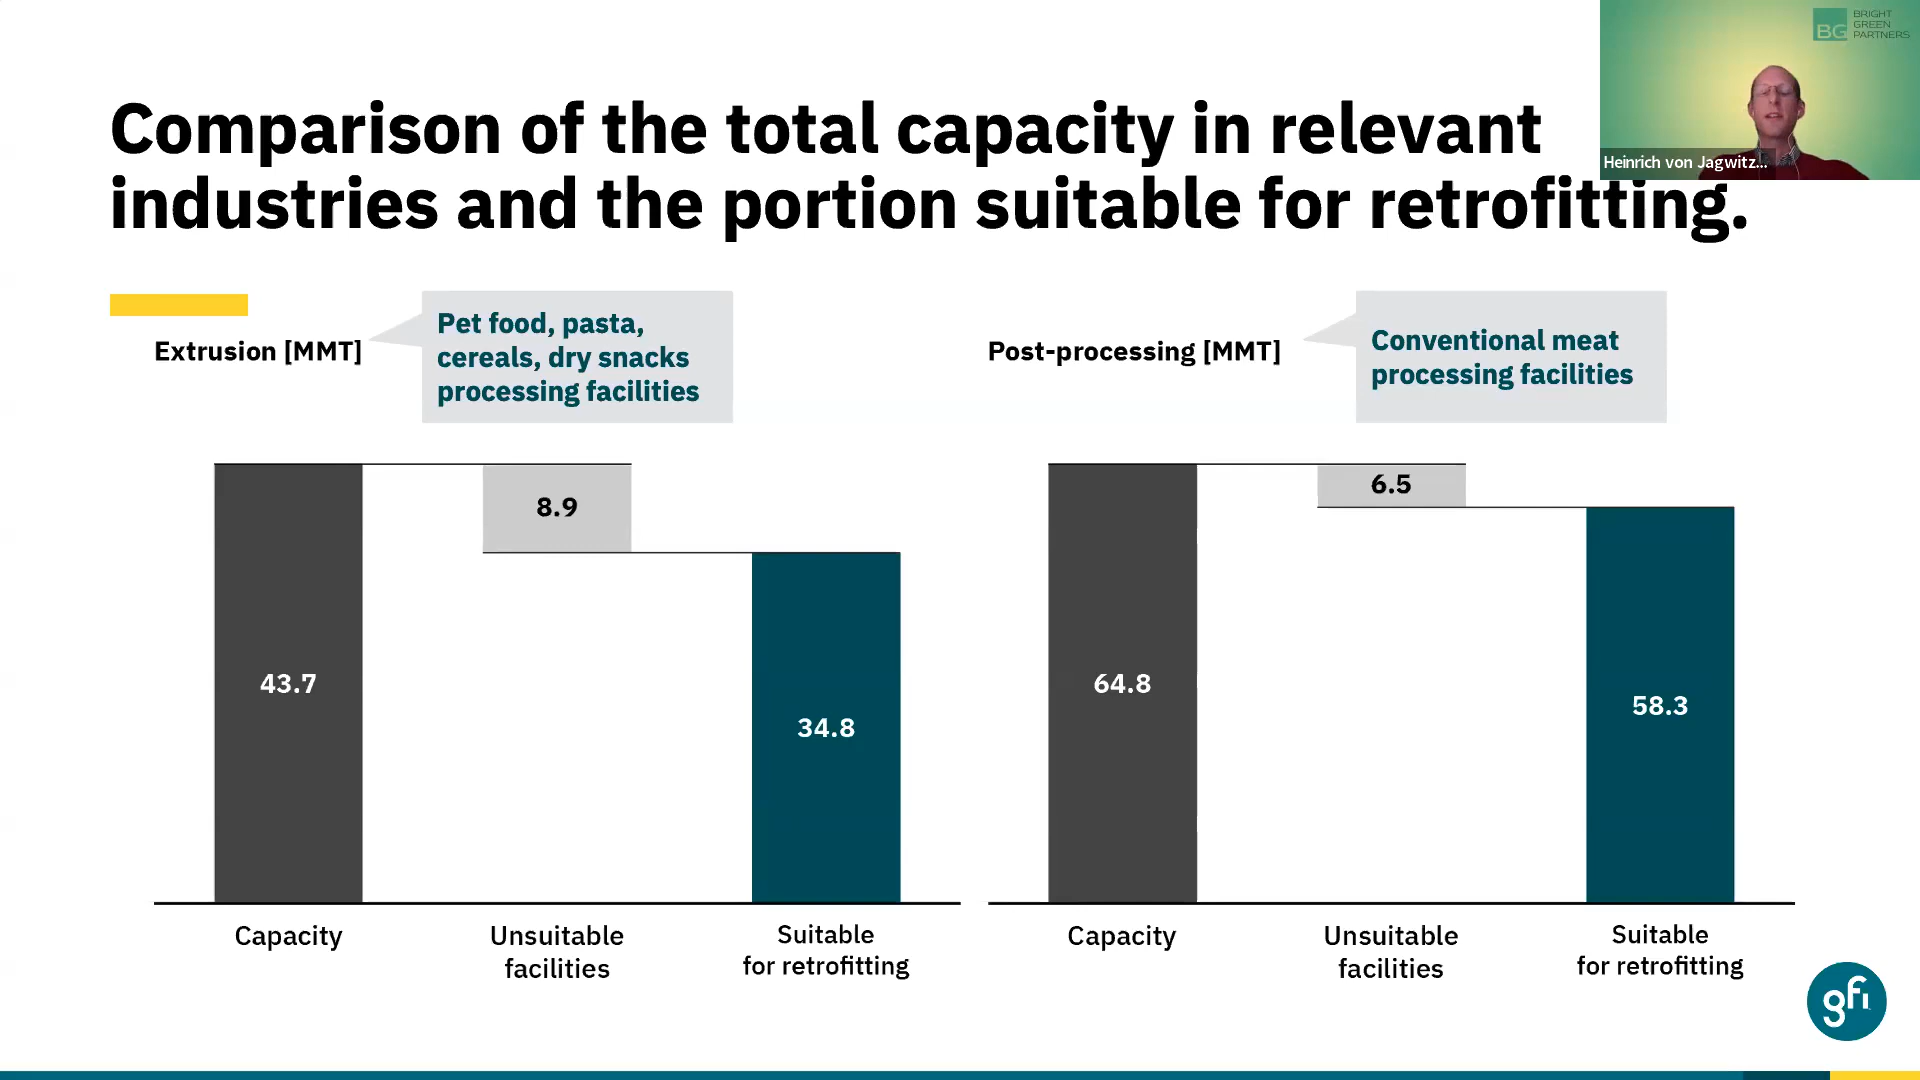 BG
BRIGHT
GREEN
PARTNERS
Heinrich von Jagwitz...
Comparison of the total capacity in relevant
industries and the portion suitable for retrofitting.
Extrusion [MMT]
Pet food, pasta,
cereals, dry snacks
processing facilities
8.9
43.7
34.8
Capacity
Unsuitable
facilities
Suitable
for retrofitting
Post-processing [MMT]
Conventional meat
processing facilities
6.5
64.8
58.3
Capacity
Unsuitable
facilities
Suitable
for retrofitting
gfi